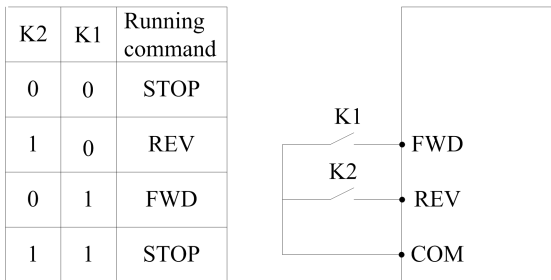 K2 K1 Running command
0 0 STOP
1 0 REV
0 1 FWD
1 1 STOP
K1
FWD
K2
REV
COM